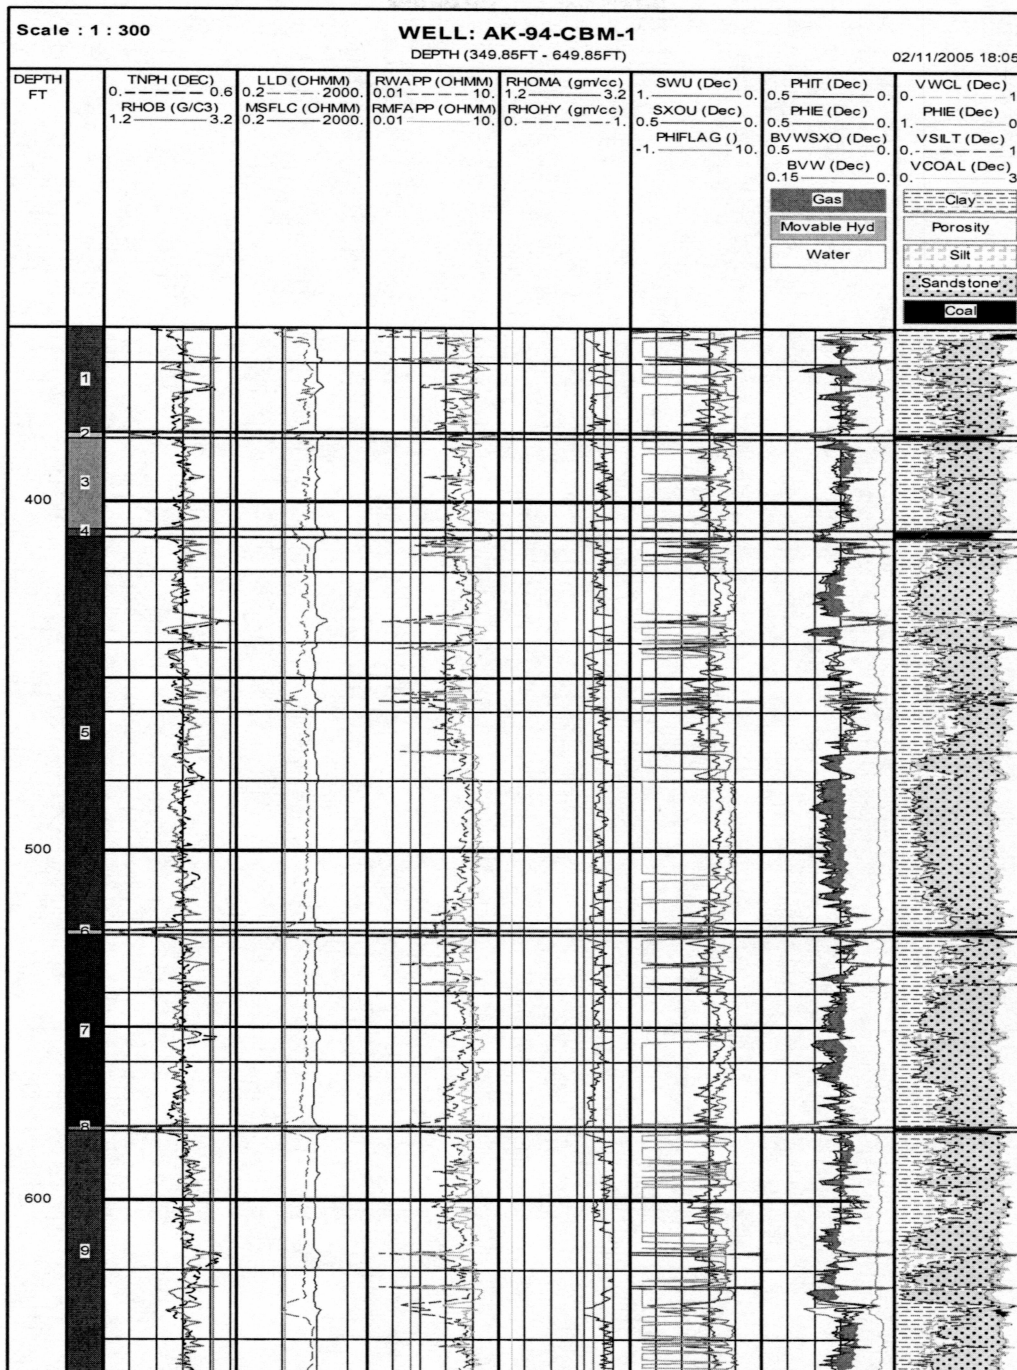 Scale : 1 : 300
WELL: AK-94-CBM-1
DEPTH (349.85FT - 649.85FT)
02/11/2005 18:05
DEPTH
FT
TNPH (DEC)
0. 0.6
RHOB (G/C3)
1.2 3.2
LLD (OHMM)
0.2 2000.
MSFLC (OHMM)
0.2 2000.
RWAPP (OHMM)
0.01 10.
RMFAPP (OHMM)
0.01 10.
RHOMA (gm/cc)
1.2 3.2
RHOHY (gm/cc)
0. 1.
SWU (Dec)
1. 0.
SXOU (Dec)
0.5 0.
PHIFLAG ()
-1. 10.
PHIT (Dec)
0.5 0.
PHIE (Dec)
0.5 0.
BVWSXO (Dec)
0.5 0.
BVW (Dec)
0.15 0.
Gas
Movable Hyd
Water
VWCL (Dec)
0. 1
PHIE (Dec)
1. 0
VSILT (Dec)
0. 1
VCOAL (Dec)
0. 3
Clay
Porosity
Silt
Sandstone
Coal
1
2
3
400
4
5
500
6
7
8
600
9